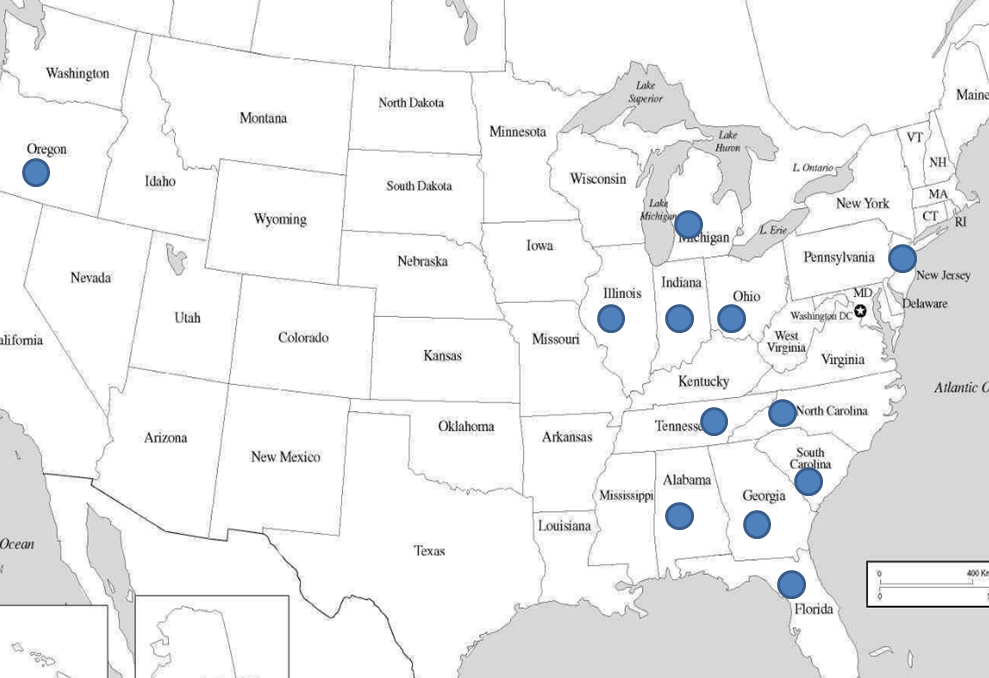 Washington
Montana
North Dakota
Minnesota
Lake
Superior
Maine
Oregon
Idaho
South Dakota
Wisconsin
Lake
Huron
L. Ontario
VT
NH
Wyoming
Lake
Michigan
Michigan
L. Erie
New York
MA
CT
RI
Nevada
Nebraska
Iowa
Illinois
Indiana
Ohio
Pennsylvania
New Jersey
MD
Delaware
Washington DC
alifornia
Utah
Colorado
Kansas
Missouri
West
Virginia
Virginia
Kentucky
Atlantic O
Arizona
New Mexico
Oklahoma
Arkansas
Tennesse
North Carolina
South
Carolina
Mississippi
Alabama
Georgia
Louisiana
Texas
Ocean
Florida
0
400 Km
0